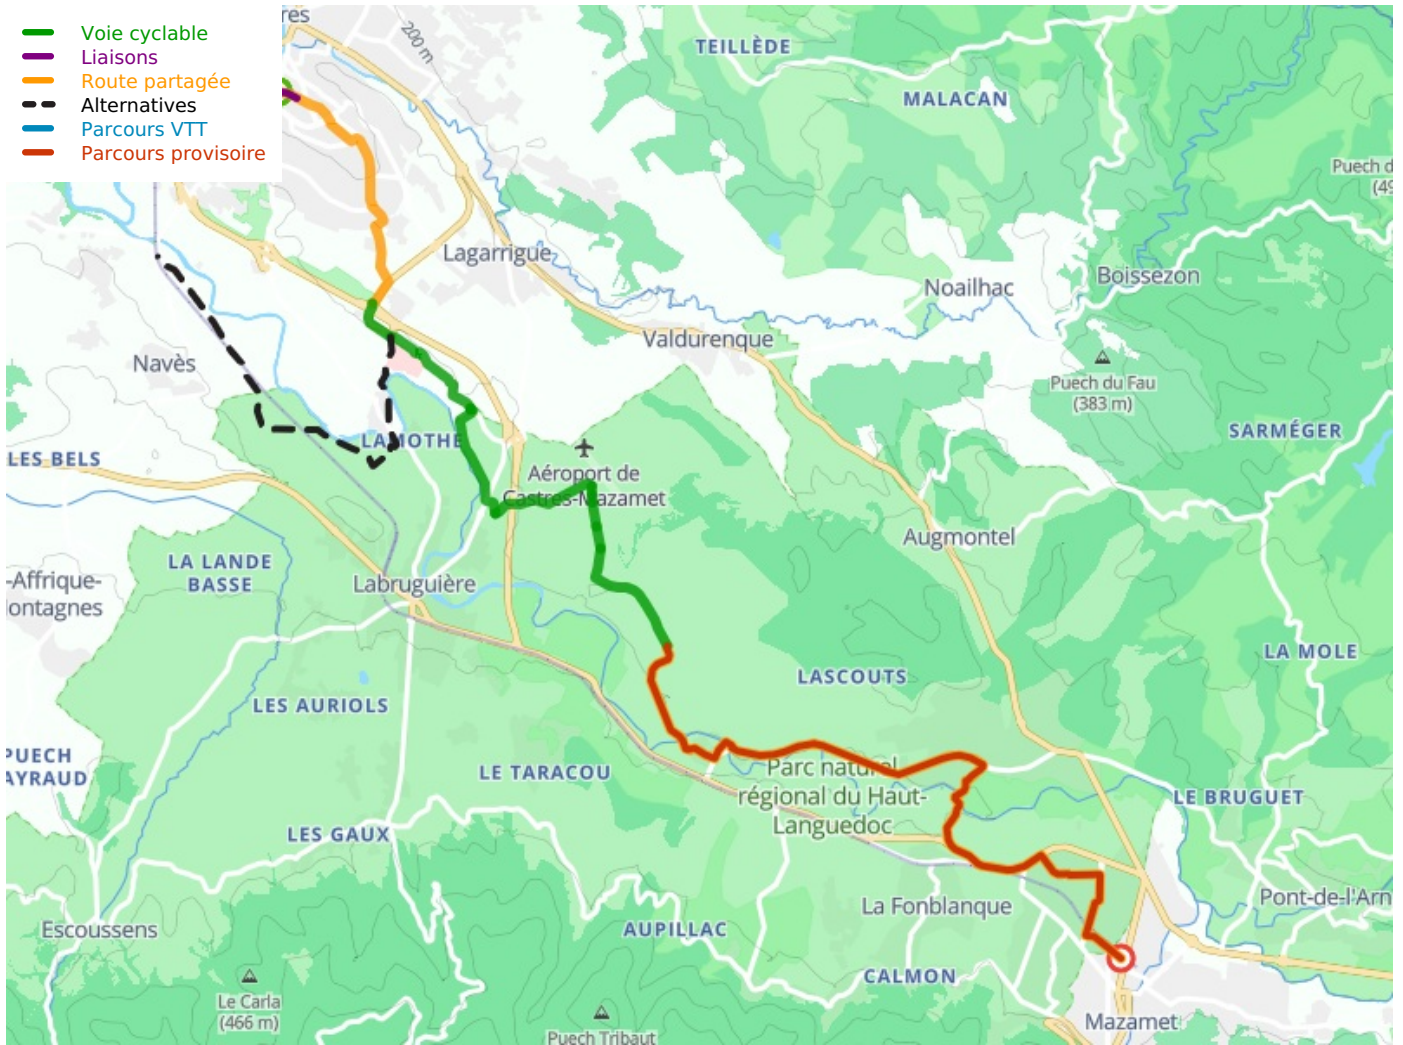 Voie cyclable
Liaisons
Route partagée
Alternatives
Parcours VTT
Parcours provisoire
res
200 m
TEILLÈDE
MALACAN
Puech d
(49
Lagarrigue
Noailhac
Boissezon
Valdurenque
Navès
Puech du Fau
(383 m)
SARMÉGER
LAMOTHE
LES BELS
Aéroport de
Castres-Mazamet
Augmontel
LA LANDE
BASSE
-Affrique-
ontagnes
Labruguière
LA MOLE
LASCOUTS
LES AURIOLS
PUECH
AYRAUD
LE TARACOU
Parc naturel
régional du Haut-
Languedoc
LE BRUGUET
LES GAUX
Pont-de-l'Arn
La Fonblanque
Escoussens
AUPILLAC
CALMON
Le Carla
(466 m)
Mazamet
Puech Tribaut